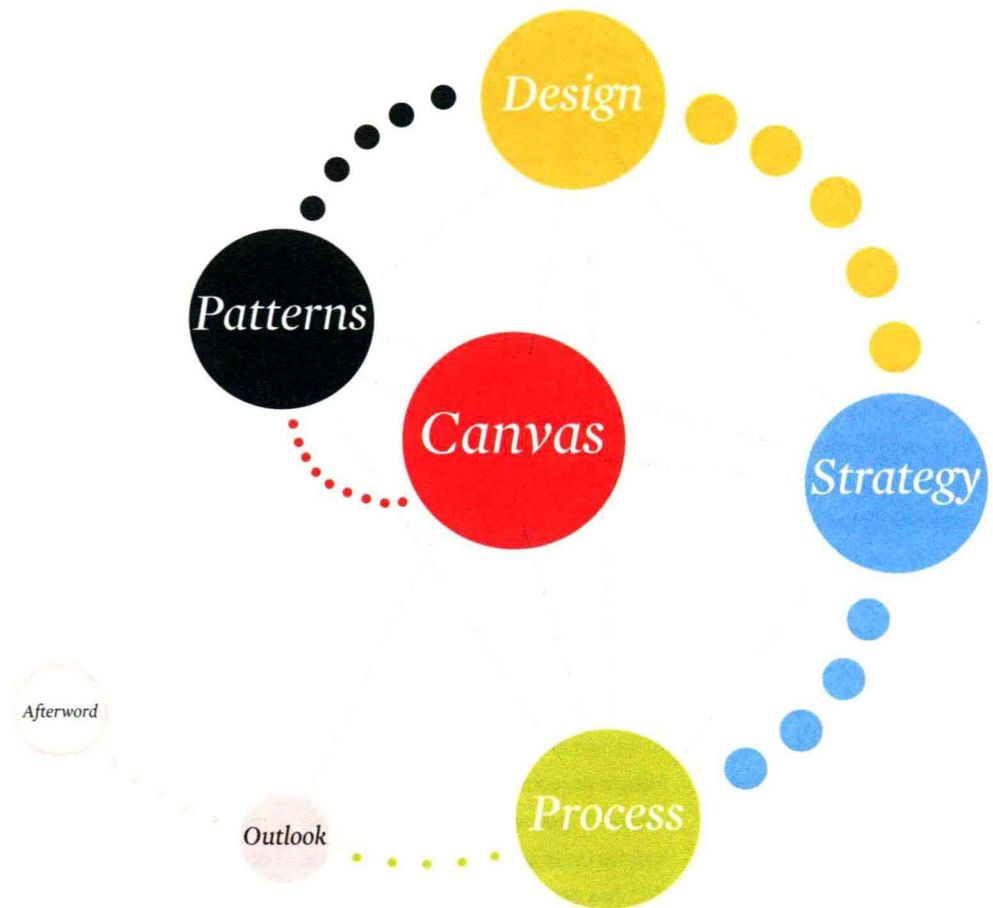 Design
Patterns
Canvas
Strategy
Afterword
Process
Outlook